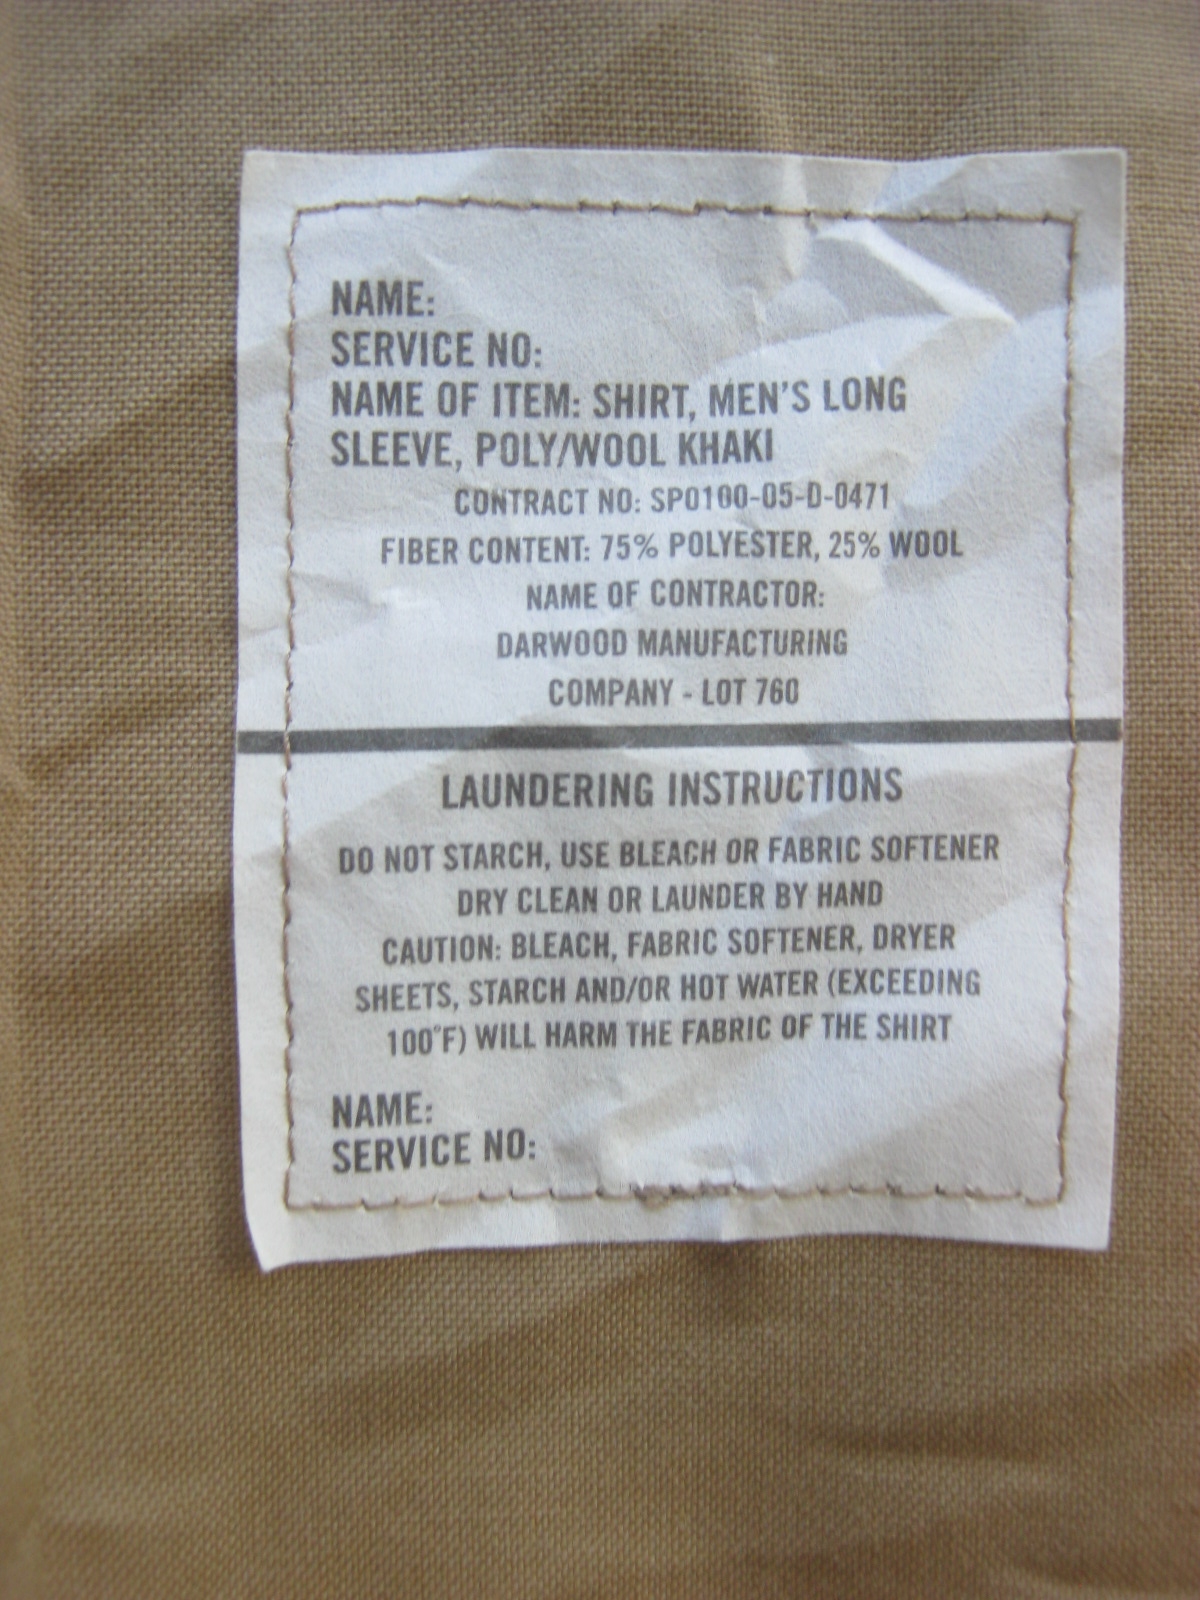 NAME:
SERVICE NO:
NAME OF ITEM: SHIRT, MEN'S LONG
SLEEVE, POLY/WOOL KHAKI
CONTRACT NO: SP0100-05-D-0471
FIBER CONTENT: 75% POLYESTER, 25% WOOL
NAME OF CONTRACTOR:
DARWOOD MANUFACTURING
COMPANY - LOT 760
LAUNDERING INSTRUCTIONS
DO NOT STARCH, USE BLEACH OR FABRIC SOFTENER
DRY CLEAN OR LAUNDER BY HAND
CAUTION: BLEACH, FABRIC SOFTENER, DRYER
SHEETS, STARCH AND/OR HOT WATER (EXCEEDING
100°F) WILL HARM THE FABRIC OF THE SHIRT
NAME:
SERVICE NO: